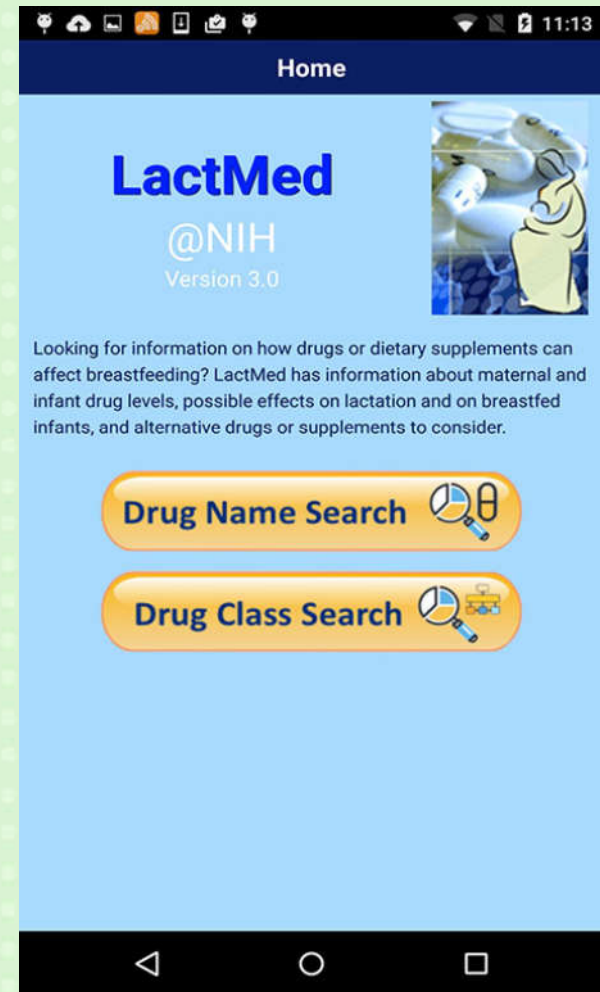 11:13
Home
LactMed
@NIH
Version 3.0
Looking for information on how drugs or dietary supplements can
affect breastfeeding? LactMed has information about maternal and
infant drug levels, possible effects on lactation and on breastfed
infants, and alternative drugs or supplements to consider.
Drug Name Search
Drug Class Search